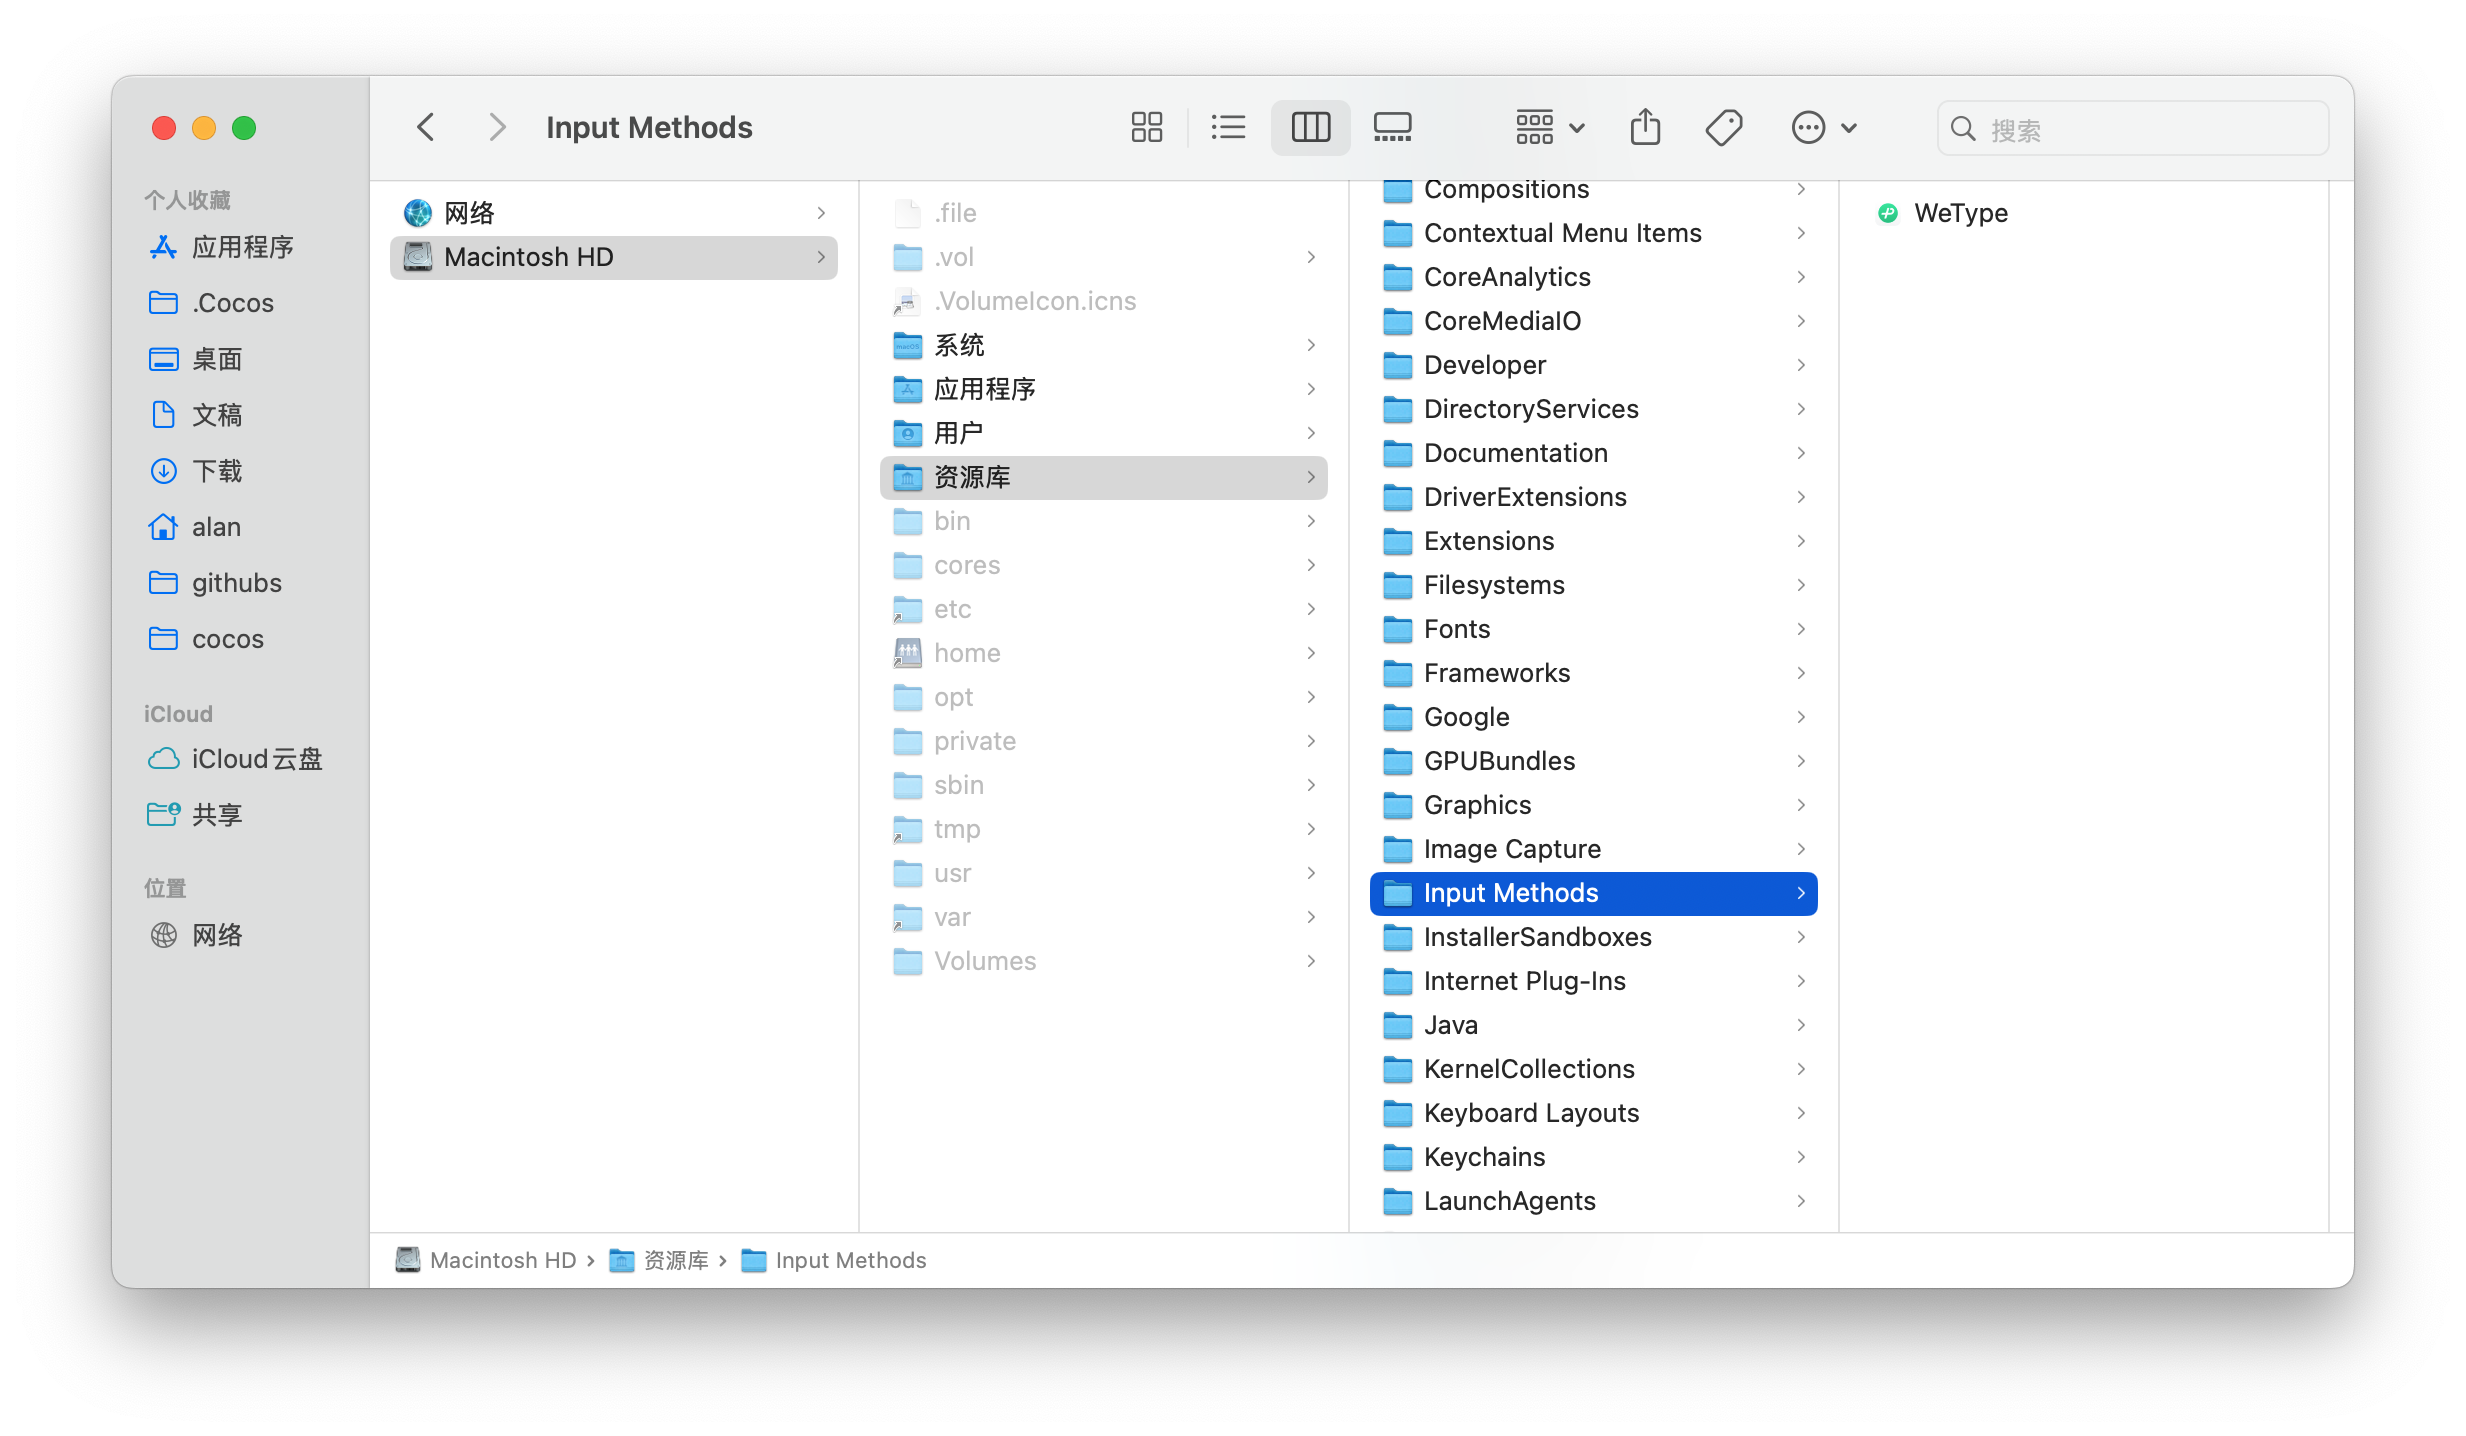 Input Methods
搜索
个人收藏
应用程序
.Cocos
桌面
文稿
下载
alan
githubs
cocos
iCloud
iCloud云盘
共享
位置
网络
网络
Macintosh HD
.file
.vol
.VolumeIcon.icns
系统
应用程序
用户
资源库
bin
cores
etc
home
opt
private
sbin
tmp
usr
var
Volumes
Compositions
Contextual Menu Items
CoreAnalytics
CoreMediaIO
Developer
DirectoryServices
Documentation
DriverExtensions
Extensions
Filesystems
Fonts
Frameworks
Google
GPUBundles
Graphics
Image Capture
Input Methods
InstallerSandboxes
Internet Plug-Ins
Java
KernelCollections
Keyboard Layouts
Keychains
LaunchAgents
WeType
Macintosh HD › 资源库 › Input Methods